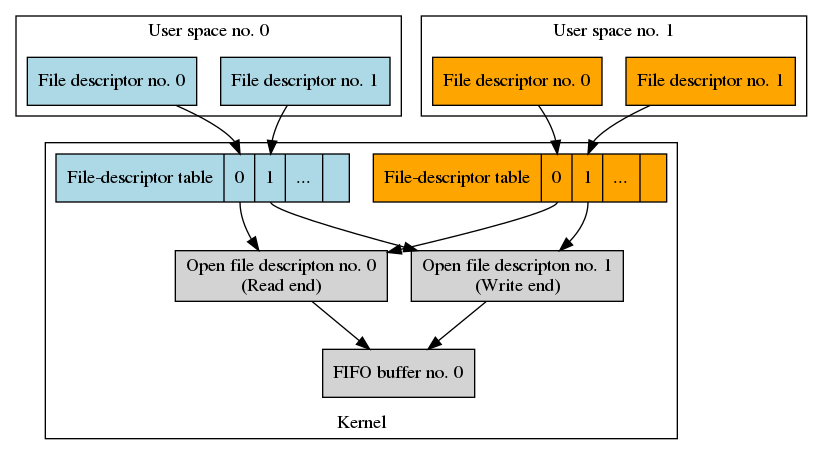 User space no. 0
User space no. 1
File descriptor no. 0
File descriptor no. 1
File descriptor no. 0
File descriptor no. 1
File-descriptor table 0 1 ...
File-descriptor table 0 1 ...
Open file descripton no. 0
(Read end)
Open file descripton no. 1
(Write end)
FIFO buffer no. 0
Kernel